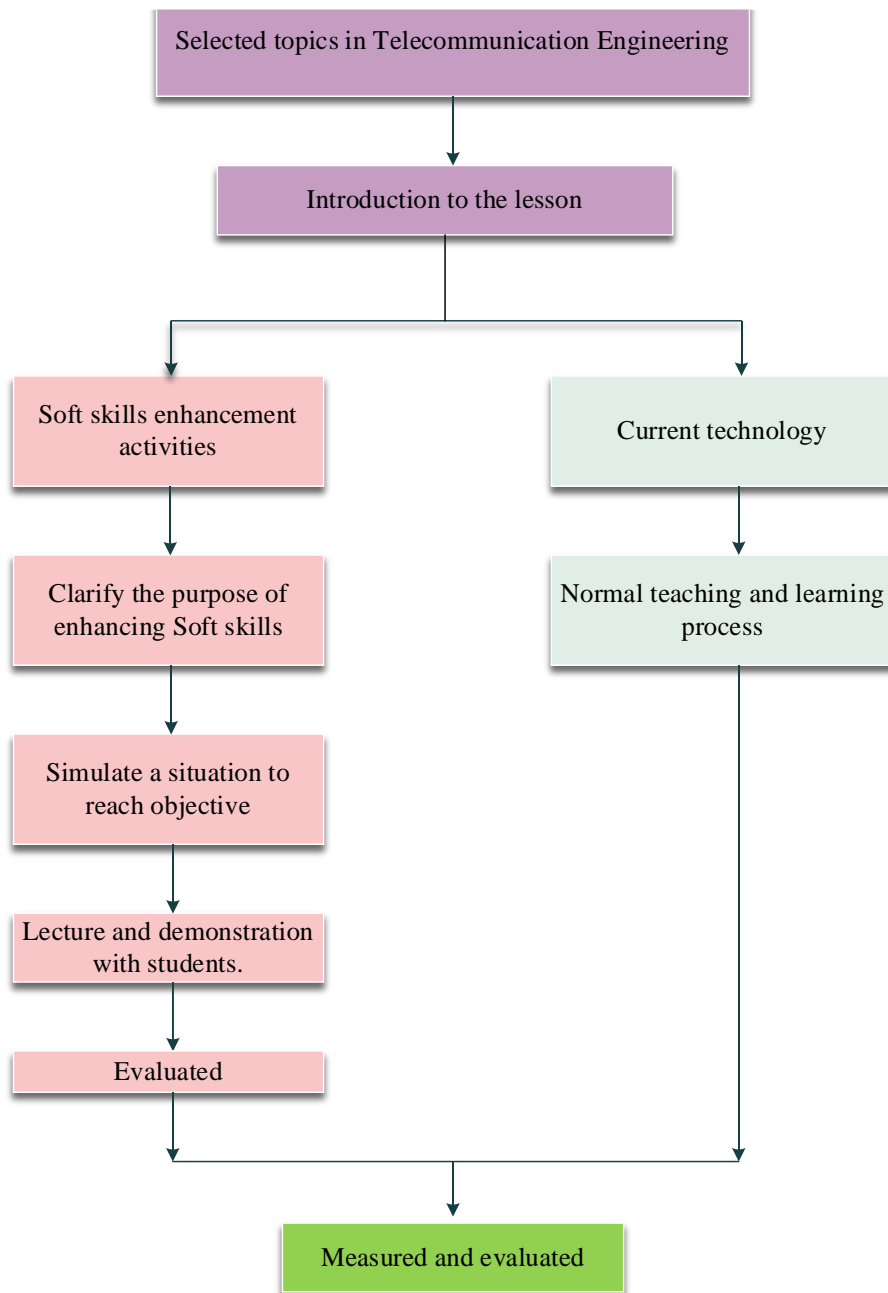 Selected topics in Telecommunication Engineering
Introduction to the lesson
Soft skills enhancement
activities
Current technology
Clarify the purpose of
enhancing Soft skills
Normal teaching and learning
process
Simulate a situation to
reach objective
Lecture and demonstration
with students.
Evaluated
Measured and evaluated